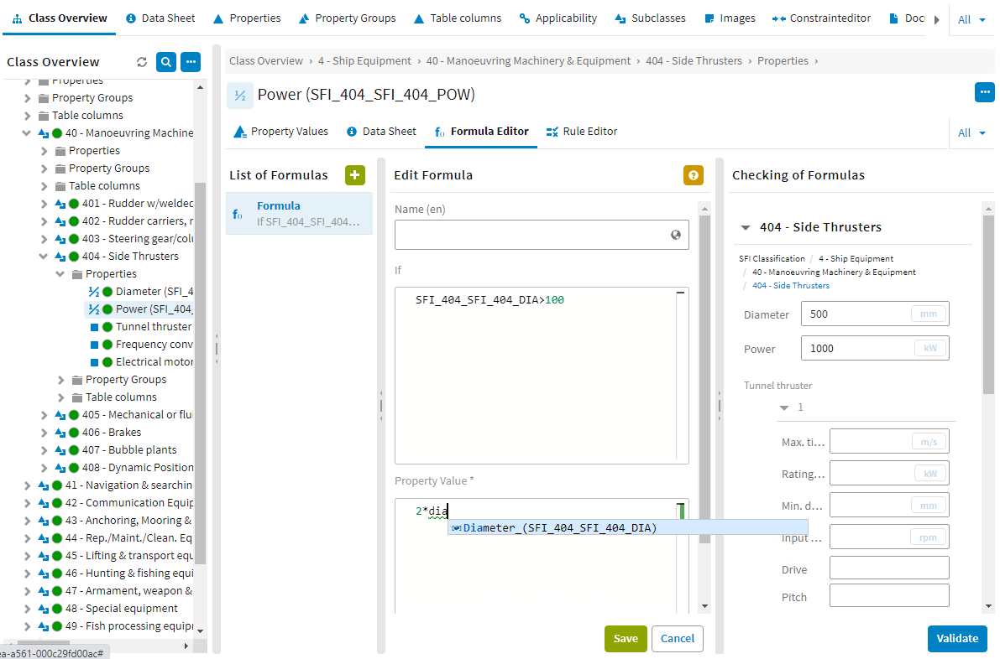 Class Overview
Data Sheet
Properties
Property Groups
Table columns
Applicability
Subclasses
Images
Constrainteditor
Docu
All
Class Overview
Properties
Property Groups
Table columns
40 - Manoeuvring Machine
Properties
Property Groups
Table columns
401 - Rudder w/weldec
402 - Rudder carriers, r
403 - Steering gear/colu
404 - Side Thrusters
Properties
Diameter (SFI_4
Power (SFI_404_
Tunnel thruster
Frequency conv
Electrical motor
Property Groups
Table columns
405 - Mechanical or flui
406 - Brakes
407 - Bubble plants
408 - Dynamic Position
41 - Navigation & searchin
42 - Communication Equip
43 - Anchoring, Mooring &
44 - Rep./Maint./Clean. Eq
45 - Lifting & transport equ
46 - Hunting & fishing equi
47 - Armament, weapon &
48 - Special equipment
49 - Fish processing equipr
ea-a561-000c29fd00ac#
Class Overview › 4 - Ship Equipment › 40 - Manoeuvring Machinery & Equipment › 404 - Side Thrusters › Properties ›
½ Power (SFI_404_SFI_404_POW)
Property Values
Data Sheet
Formula Editor
Rule Editor
All
List of Formulas
Formula
If SFI_404_SFI_404...
Edit Formula
Name (en)
If
SFI_404_SFI_404_DIA>100
Property Value *
2*dia
Diameter_(SFI_404_SFI_404_DIA)
Save
Cancel
Checking of Formulas
404 - Side Thrusters
SFI Classification / 4 - Ship Equipment
/ 40 - Manoeuvring Machinery & Equipment
/ 404 - Side Thrusters
Diameter 500 mm
Power 1000 kW
Tunnel thruster
1
Max. ti... m/s
Rating... kW
Min. d... mm
Input ... rpm
Drive
Pitch
Validate